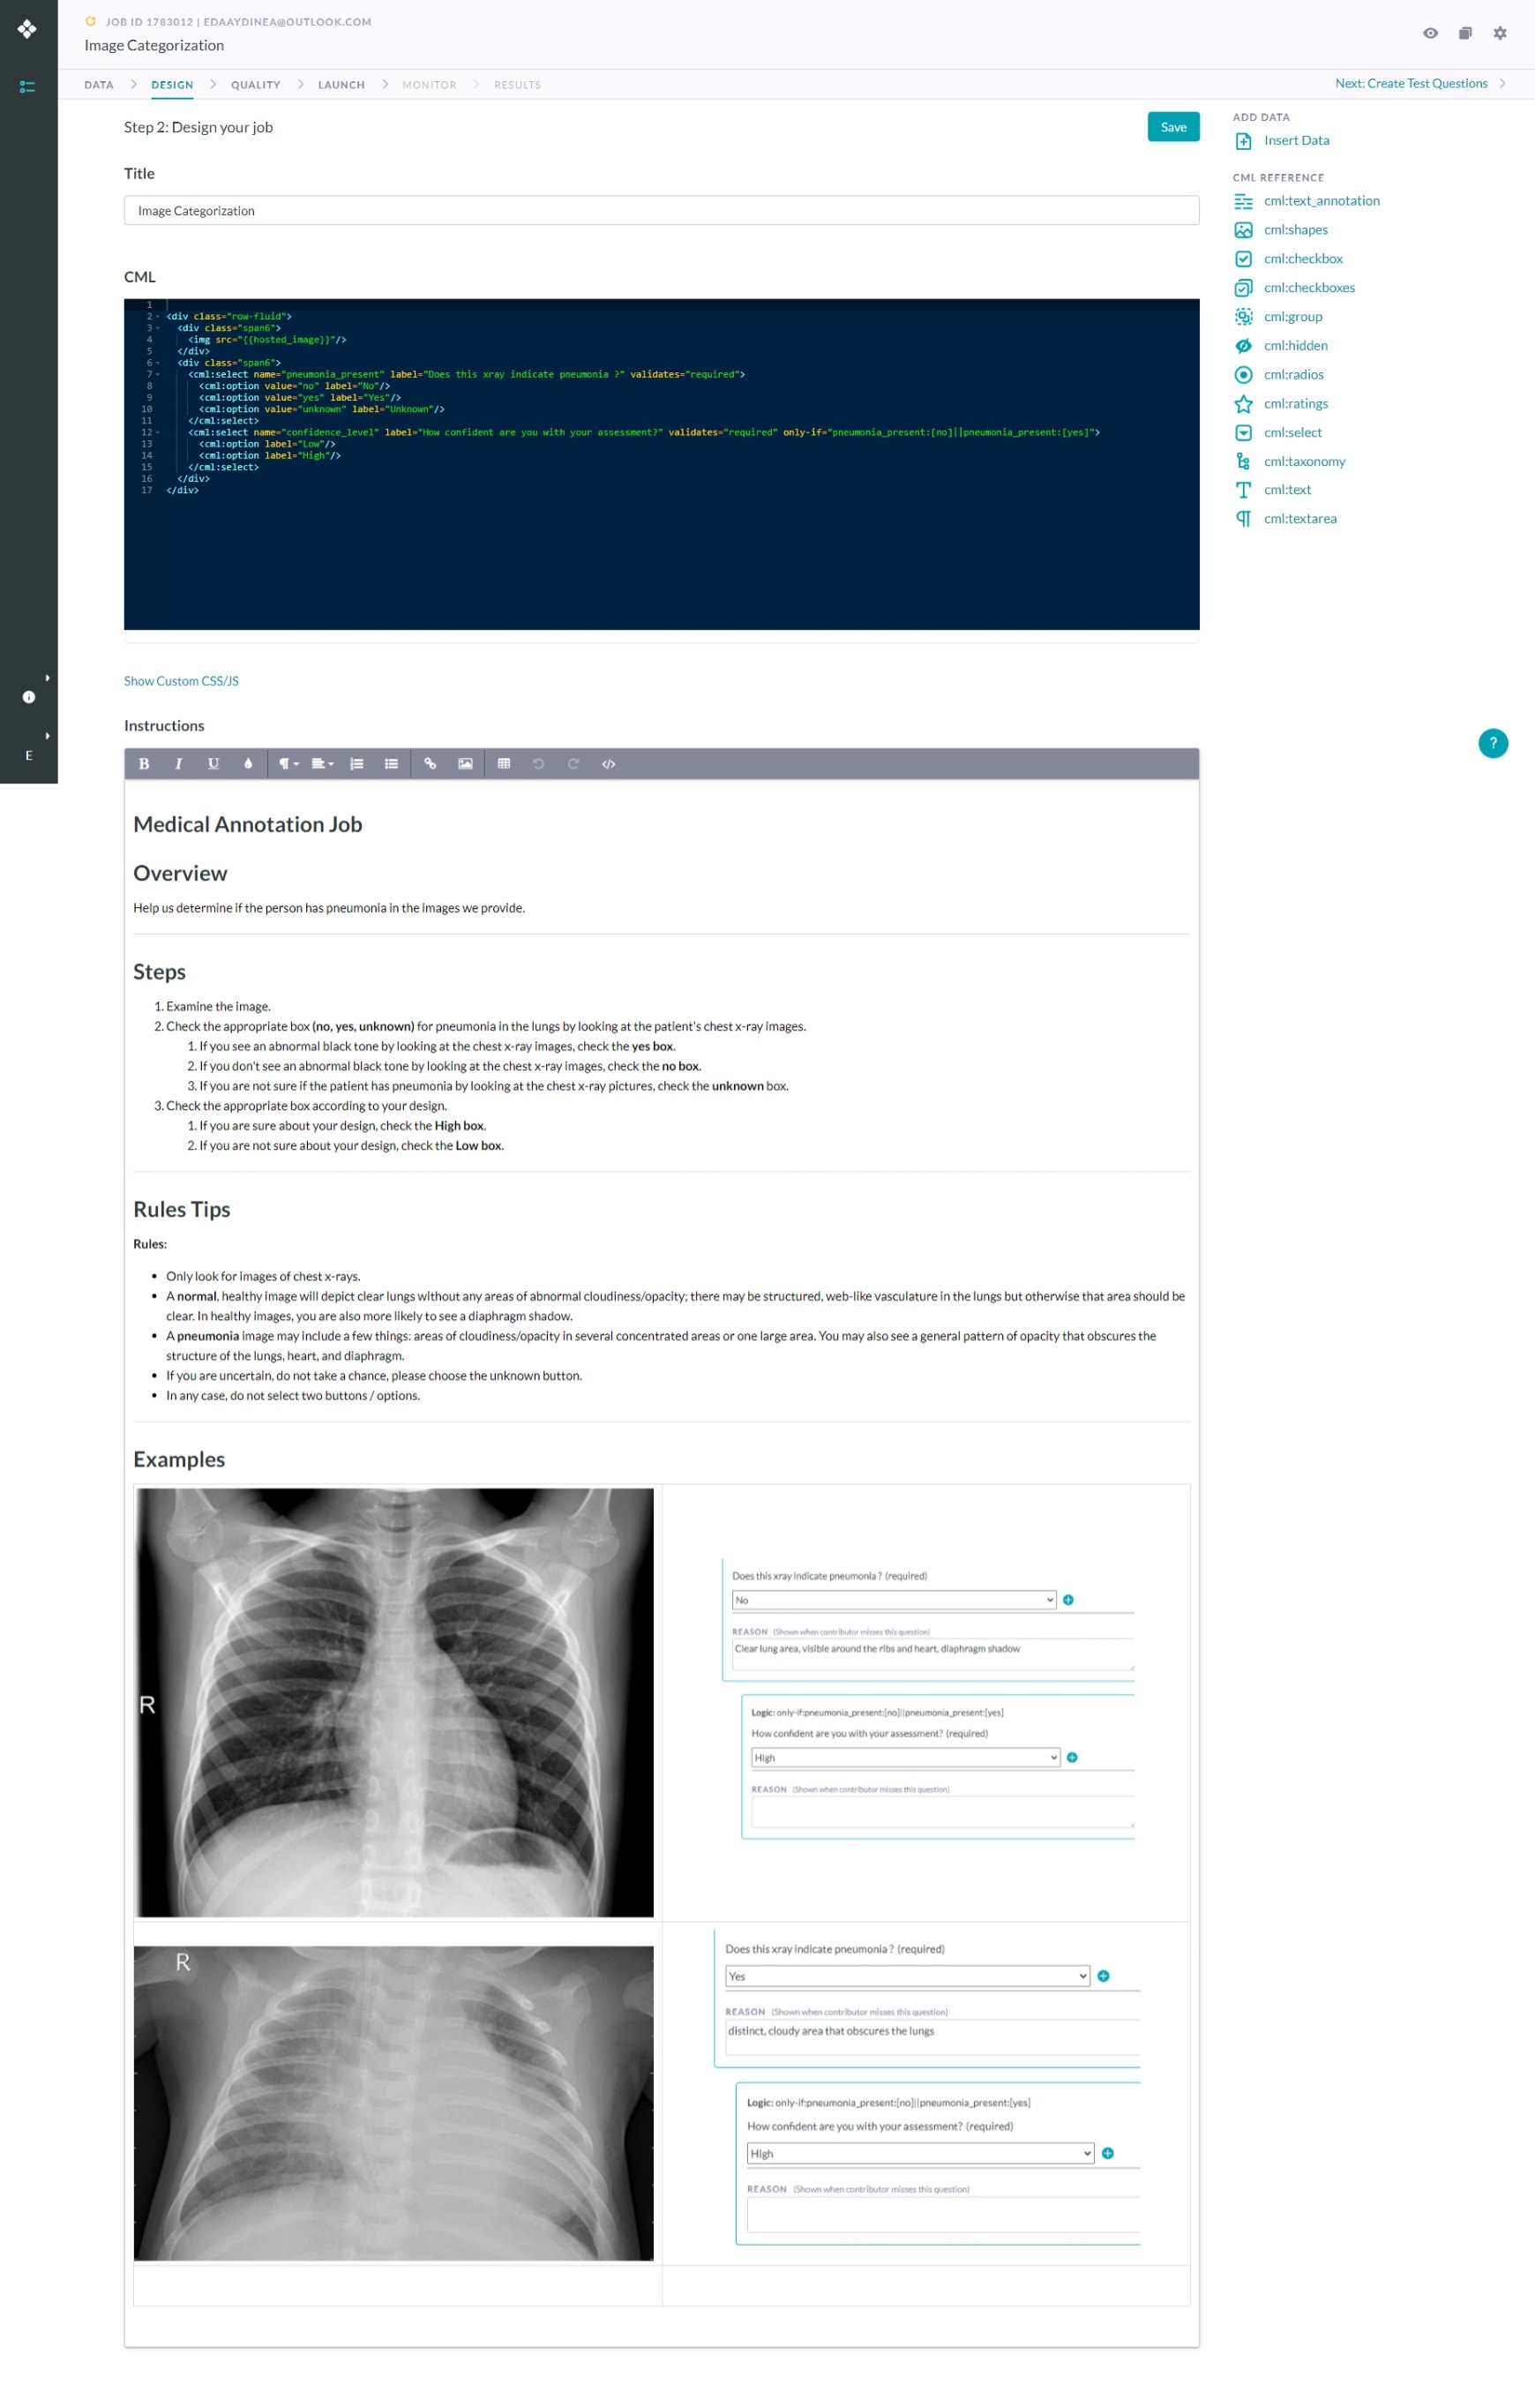 JOB ID 1783012 | EDAAYDINEA@OUTLOOK.COM
Image Categorization
DATA > DESIGN > QUALITY > LAUNCH > MONITOR > RESULTS
Next: Create Test Questions >
Step 2: Design your job
Save
Title
Image Categorization
CML
1
2 <div class="row-fluid">
3 <div class="span6">
4 <img src="{{hosted_image}}"/>
5 </div>
6 <div class="span6">
7 <cml:select name="pneumonia_present" label="Does this xray indicate pneumonia ?" validates="required">
8 <cml:option value="no" label="No"/>
9 <cml:option value="yes" label="Yes"/>
10 <cml:option value="unknown" label="Unknown"/>
11 </cml:select>
12 <cml:select name="confidence_level" label="How confident are you with your assessment?" validates="required" only-if="pneumonia_present:[no]||pneumonia_present:[yes]">
13 <cml:option label="Low"/>
14 <cml:option label="High"/>
15 </cml:select>
16 </div>
17 </div>
ADD DATA
Insert Data
CML REFERENCE
cml:text_annotation
cml:shapes
cml:checkbox
cml:checkboxes
cml:group
cml:hidden
cml:radios
cml:ratings
cml:select
cml:taxonomy
cml:text
cml:textarea
Show Custom CSS/JS
E
?
Instructions
B I U
Medical Annotation Job
Overview
Help us determine if the person has pneumonia in the images we provide.
Steps
1. Examine the image.
2. Check the appropriate box (no, yes, unknown) for pneumonia in the lungs by looking at the patient's chest x-ray images.
1. If you see an abnormal black tone by looking at the chest x-ray images, check the yes box.
2. If you don't see an abnormal black tone by looking at the chest x-ray images, check the no box.
3. If you are not sure if the patient has pneumonia by looking at the chest x-ray pictures, check the unknown box.
3. Check the appropriate box according to your design.
1. If you are sure about your design, check the High box.
2. If you are not sure about your design, check the Low box.
Rules Tips
Rules:
• Only look for images of chest x-rays.
• A normal, healthy image will depict clear lungs without any areas of abnormal cloudiness/opacity; there may be structured, web-like vasculature in the lungs but otherwise that area should be
clear. In healthy images, you are also more likely to see a diaphragm shadow.
• A pneumonia image may include a few things: areas of cloudiness/opacity in several concentrated areas or one large area. You may also see a general pattern of opacity that obscures the
structure of the lungs, heart, and diaphragm.
• If you are uncertain, do not take a chance, please choose the unknown button.
• In any case, do not select two buttons / options.
Examples
R
Does this xray indicate pneumonia ? (required)
No
REASON (Shown when contributor misses this question)
Clear lung area, visible around the ribs and heart, diaphragm shadow
Logic: only-if:pneumonia_present:[no]||pneumonia_present:[yes]
How confident are you with your assessment? (required)
High
REASON (Shown when contributor misses this question)
R
Does this xray indicate pneumonia ? (required)
Yes
REASON (Shown when contributor misses this question)
distinct, cloudy area that obscures the lungs
Logic: only-if:pneumonia_present:[no]||pneumonia_present:[yes]
How confident are you with your assessment? (required)
High
REASON (Shown when contributor misses this question)